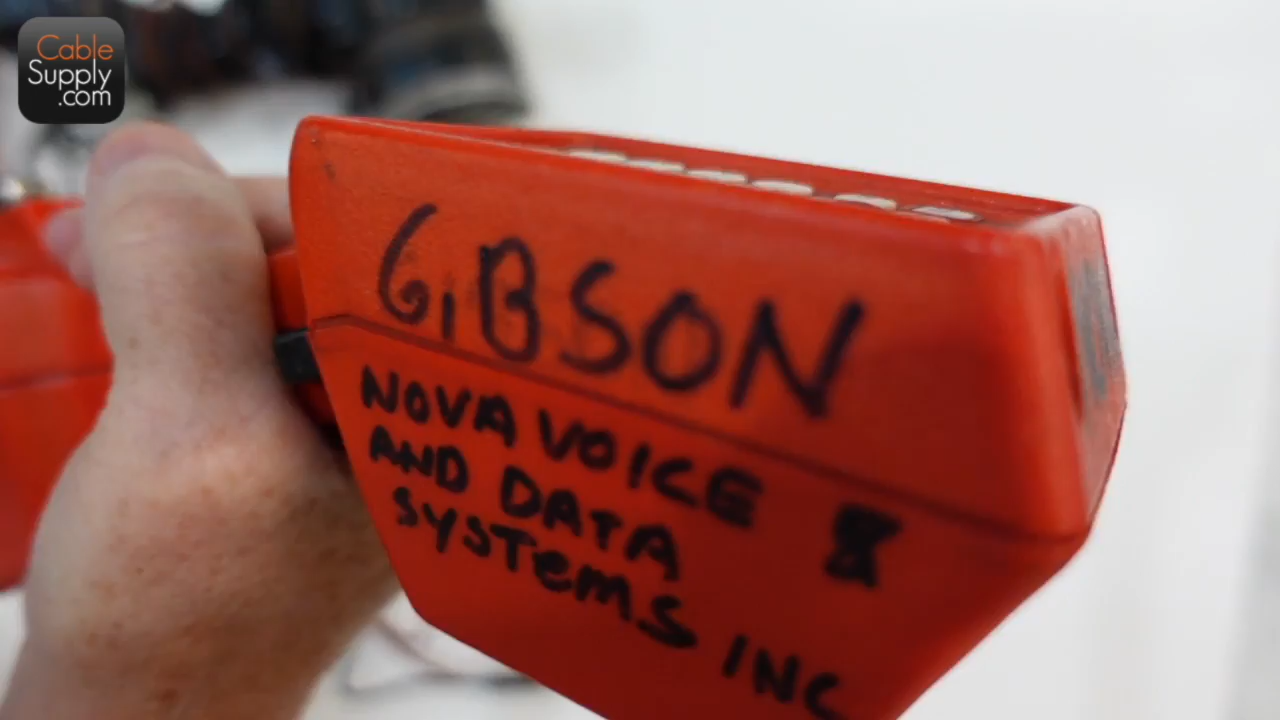 Cable
Supply
.com
GIBSON
NOVA VOICE
AND DATA
SYSTEMS INC